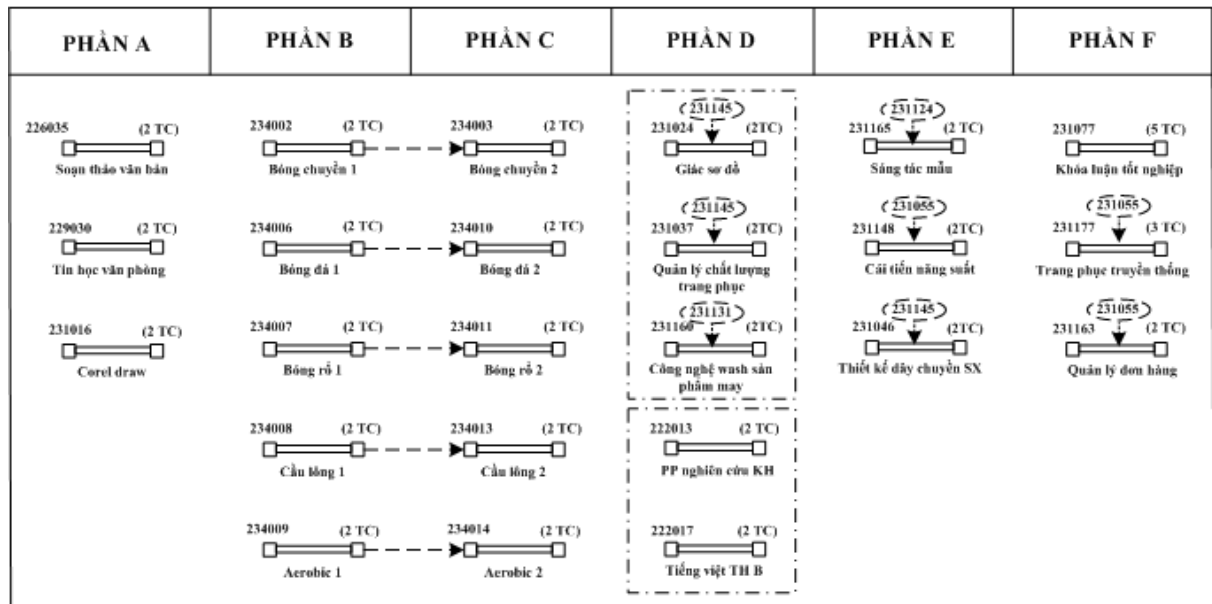 PHẦN A PHẦN B PHẦN C PHẦN D PHẦN E PHẦN F
231145 231124
226035 (2 TC) 234002 (2 TC) 234003 (2 TC) 231024 (2TC) 231165 (2 TC) 231077 (5 TC)
Soạn thảo văn bản Bóng chuyền 1 Bóng chuyền 2 Giác sơ đồ Sáng tác mẫu Khóa luận tốt nghiệp
231145 231055 231055
229030 (2 TC) 234006 (2 TC) 234010 (2 TC) 231037 (2TC) 231148 (2TC) 231177 (3 TC)
Tin học văn phòng Bóng đá 1 Bóng đá 2 Quản lý chất lượng Cải tiến năng suất Trang phục truyền thống
trang phục
231131 231145 231055
231016 (2 TC) 234007 (2 TC) 234011 (2 TC) 231160 (2TC) 231046 (2TC) 231163 (2 TC)
Corel draw Bóng rổ 1 Bóng rổ 2 Công nghệ wash sản Thiết kế dây chuyền SX Quản lý đơn hàng
phẩm may
234008 (2 TC) 234013 (2 TC) 222013 (2 TC)
Cầu lông 1 Cầu lông 2 PP nghiên cứu KH
234009 (2 TC) 234014 (2 TC) 222017 (2 TC)
Aerobic 1 Aerobic 2 Tiếng việt TH B